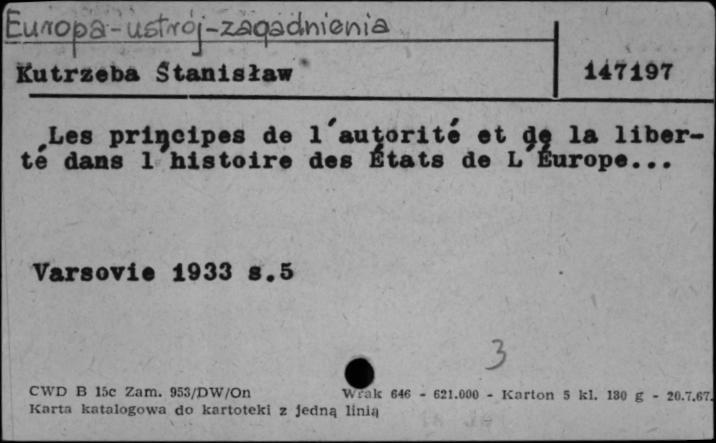 Europa-ustrój-zagadnienia
Kutrzeba Stanisław
147197
Les principes de l'autorité et de la liber-
té dans l'histoire des États de L'Europe...
Varsovie 1933 s.5
3
CWD B 15c Zam. 953/DW/On Wrak 646 - 621.000 - Karton 5 kl. 180 g - 20.7.67.
Karta katalogowa do kartoteki z jedną linią